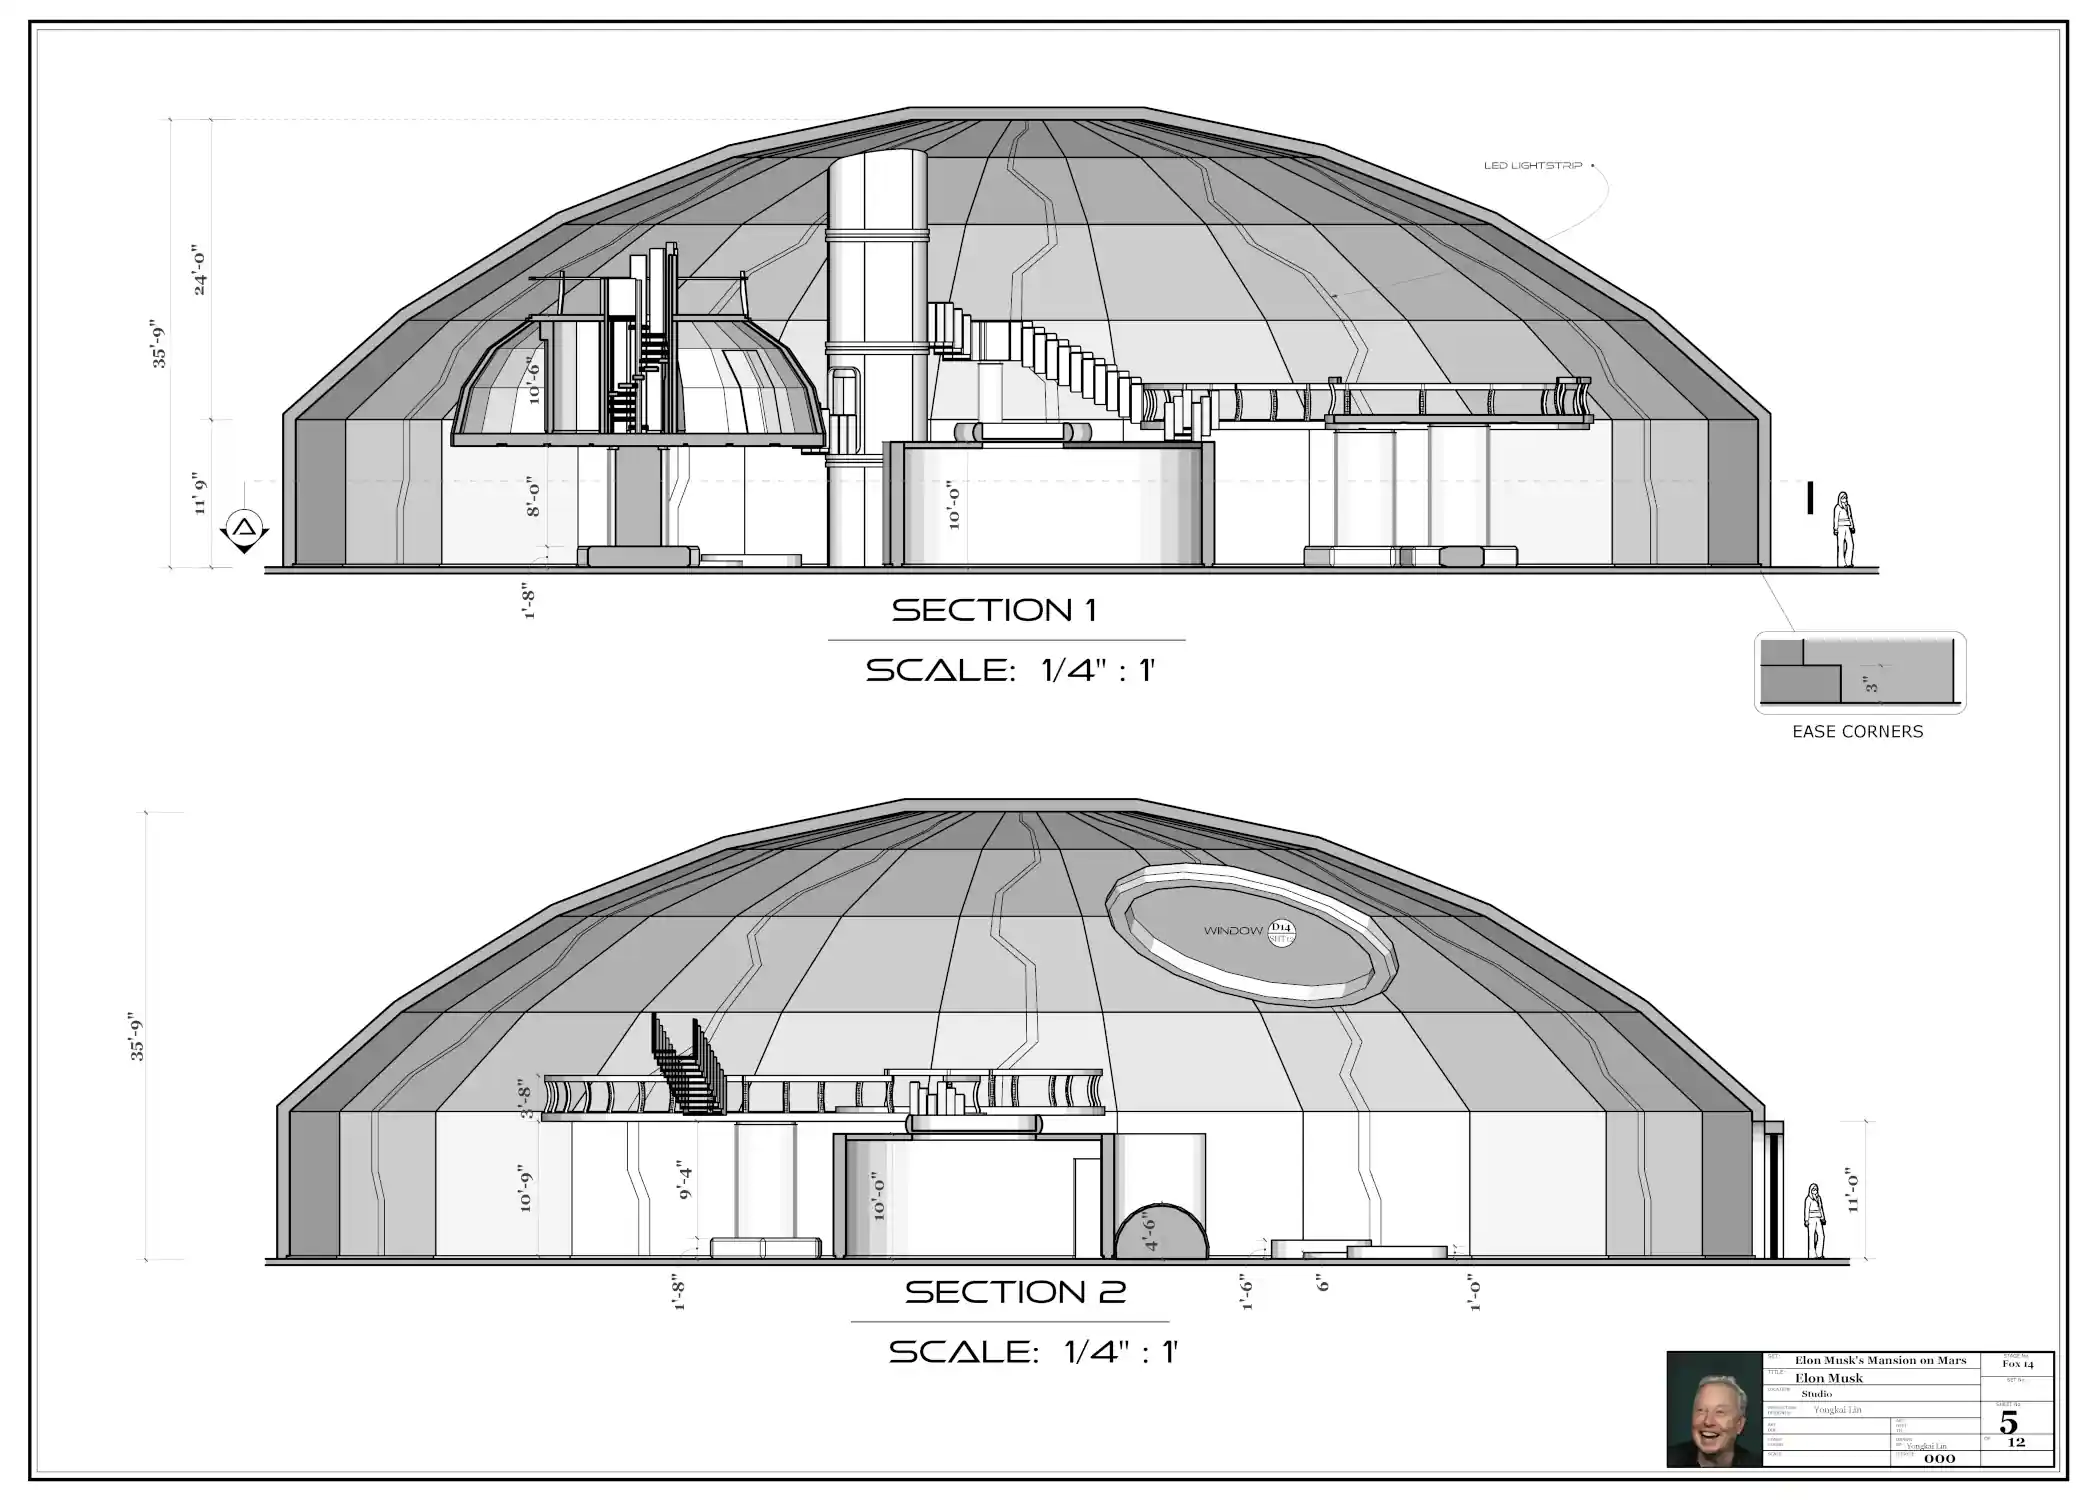 LED LIGHTSTRIP
24'-0"
35'-9"
11' 9"
10'-6"
8'-0"
10'-0"
1'-8"
SECTION 1
SCALE: 1/4" : 1'
3"
EASE CORNERS
WINDOW D14
35'-9"
3'-8"
10'-9"
9'-4"
10'-0"
4'-6"
11'-0"
1'-8"
1'-6"
6"
1'-0"
SECTION 2
SCALE: 1/4" : 1'
SET: Elon Musk's Mansion on Mars
TITLE: Elon Musk
LOCATION: Studio
Yongkai Lin
Yongkai Lin
000
STAGE No
Fox 14
SET No
SHEET No
5
OF 12